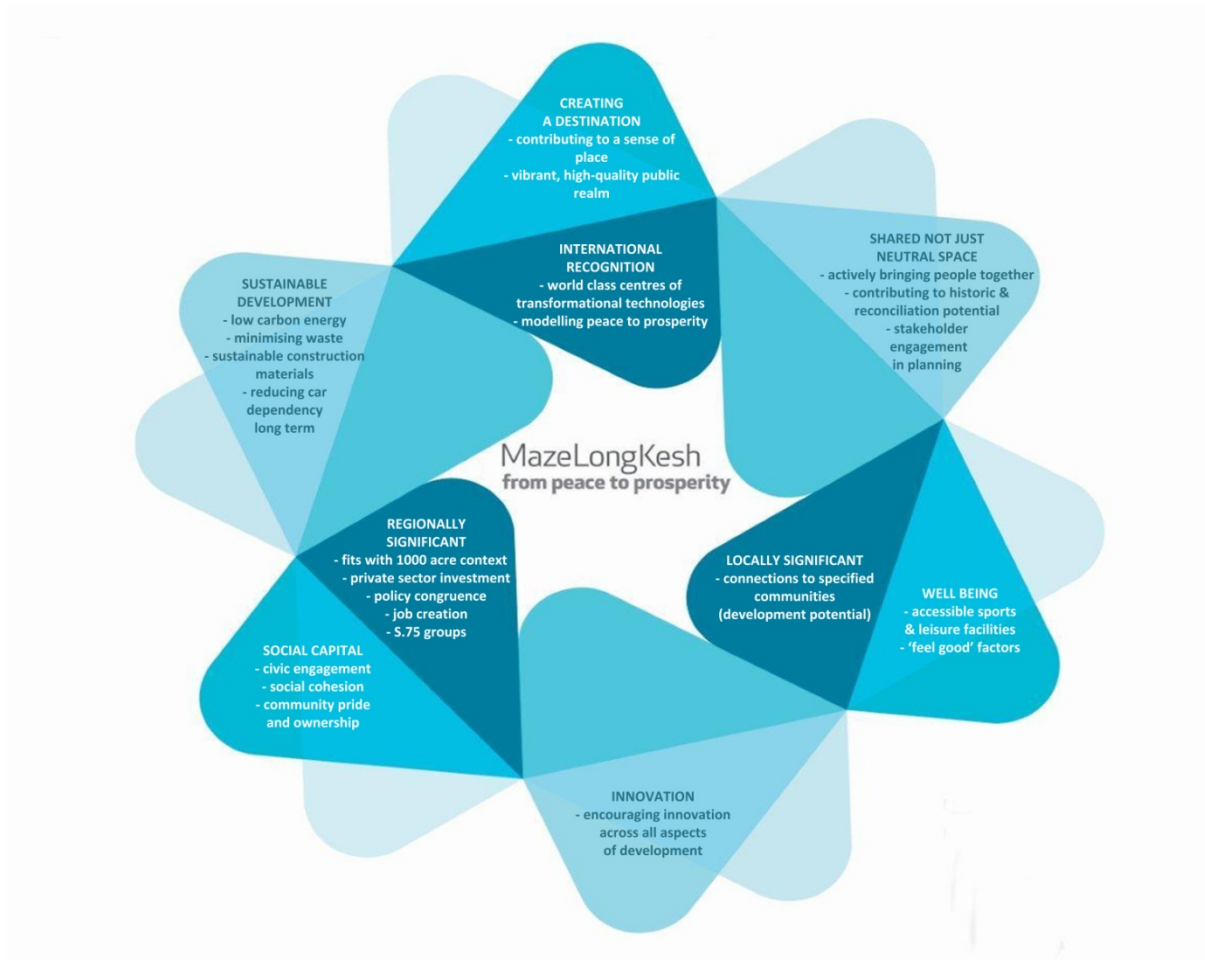 CREATING
A DESTINATION
- contributing to a sense of
place
- vibrant, high-quality public
realm
INTERNATIONAL
RECOGNITION
- world class centres of
transformational technologies
- modelling peace to prosperity
SHARED NOT JUST
NEUTRAL SPACE
- actively bringing people together
- contributing to historic &
reconciliation potential
- stakeholder
engagement
in planning
SUSTAINABLE
DEVELOPMENT
- low carbon energy
- minimising waste
- sustainable construction
materials
- reducing car
dependency
long term
MazeLongKesh
from peace to prosperity
REGIONALLY
SIGNIFICANT
- fits with 1000 acre context
- private sector investment
- policy congruence
- job creation
- S.75 groups
LOCALLY SIGNIFICANT
- connections to specified
communities
(development potential)
WELL BEING
- accessible sports
& leisure facilities
- ‘feel good’ factors
SOCIAL CAPITAL
- civic engagement
- social cohesion
- community pride
and ownership
INNOVATION
- encouraging innovation
across all aspects
of development